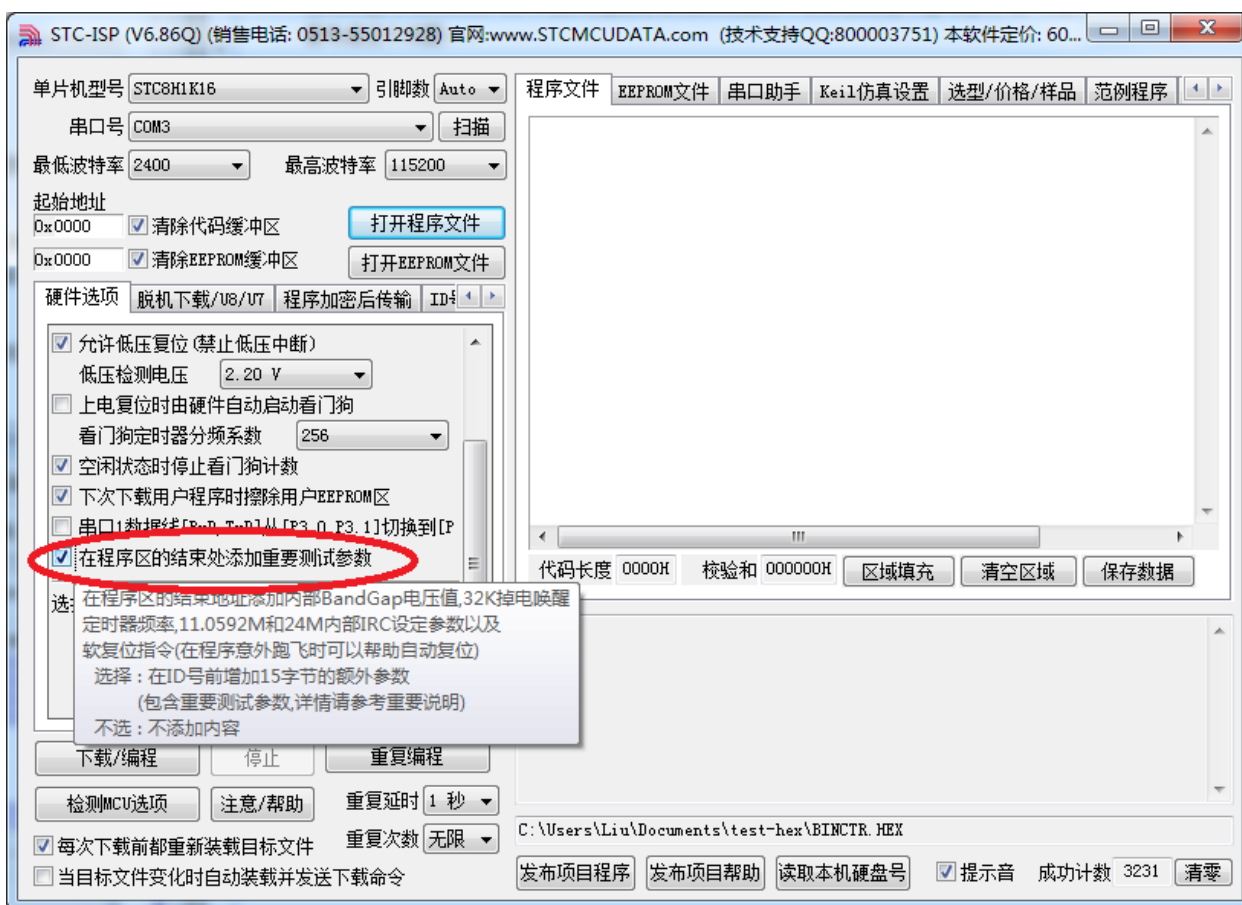 STC-ISP (V6.86Q) (销售电话: 0513-55012928) 官网:www.STCMCUDATA.com (技术支持QQ:800003751) 本软件定价: 60...
单片机型号 STC8H1K16 引脚数 Auto
串口号 COM3 扫描
最低波特率 2400 最高波特率 115200
起始地址
0x0000 清除代码缓冲区 打开程序文件
0x0000 清除EEPROM缓冲区 打开EEPROM文件
硬件选项 脱机下载/U8/U7 程序加密后传输
允许低压复位(禁止低压中断)
低压检测电压 2.20 V
上电复位时由硬件自动启动看门狗
看门狗定时器分频系数 256
空闲状态时停止看门狗计数
下次下载用户程序时擦除用户EEPROM区
串口1数据线[RxD,TxD]从[P3.0,P3.1]切换到[P
在程序区的结束处添加重要测试参数
在程序区的结束地址添加内部BandGap电压值,32K掉电唤醒
定时器频率,11.0592M和24M内部IRC设定参数以及
软复位指令(在程序意外跑飞时可以帮助自动复位)
选择 : 在ID号前增加15字节的额外参数
(包含重要测试参数,详情请参考重要说明)
不选 : 不添加内容
下载/编程 停止 重复编程
检测MCU选项 注意/帮助 重复延时 1 秒
每次下载前都重新装载目标文件 重复次数 无限
当目标文件变化时自动装载并发送下载命令
程序文件 EEPROM文件 串口助手 Keil仿真设置 选型/价格/样品 范例程序
代码长度 0000H 校验和 000000H 区域填充 清空区域 保存数据
C:\Users\Liu\Documents\test-hex\BINCTR.HEX
发布项目程序 发布项目帮助 读取本机硬盘号 提示音 成功计数 3231 清零